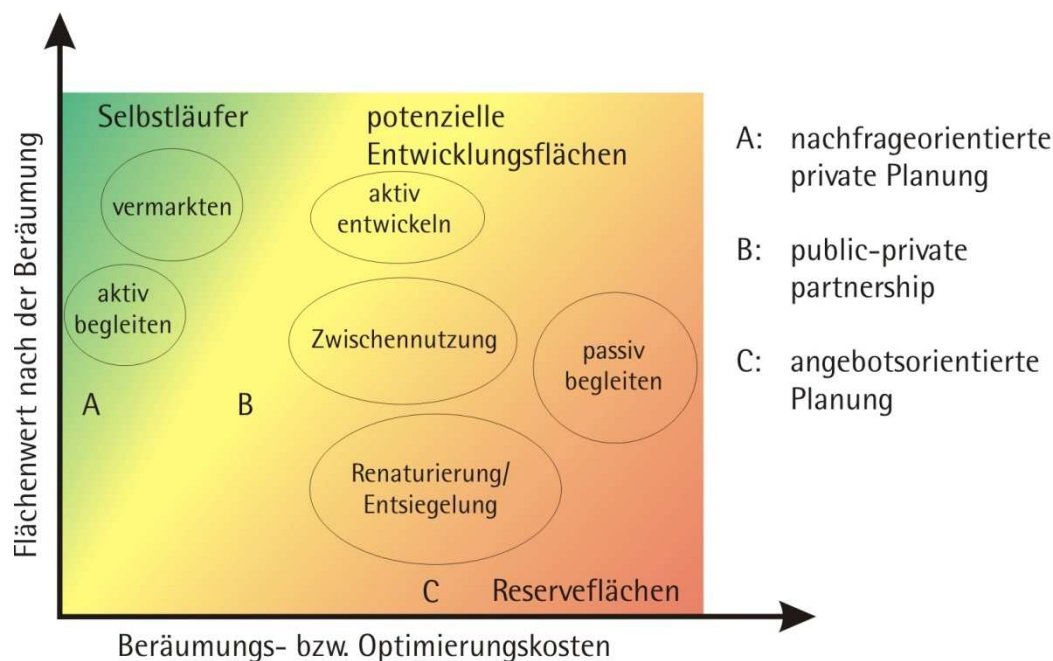 Flächenwert nach der Beräumung
Selbstläufer
potenzielle
Entwicklungsflächen
vermarkten
aktiv
entwickeln
aktiv
begleiten
Zwischennutzung
passiv
begleiten
A
B
Renaturierung/
Entsiegelung
C
Reserveflächen
Beräumungs- bzw. Optimierungskosten
A: nachfrageorientierte
private Planung
B: public-private
partnership
C: angebotsorientierte
Planung